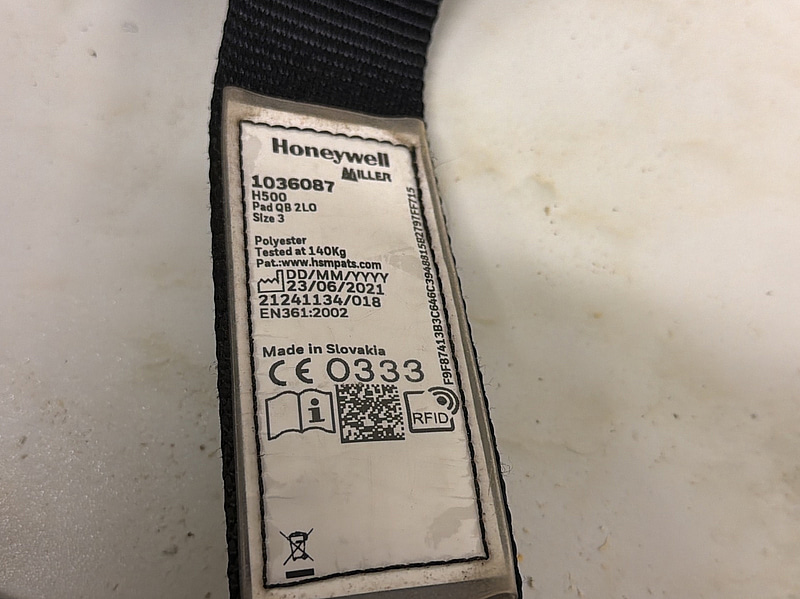 Honeywell
MILLER
1036087
H500
Pad QB 2LO
Size 3
Polyester
Tested at 140Kg
Pat.:www.hsmpats.com
DD/MM/YYYY
23/06/2021
21241134/018
EN361:2002
Made in Slovakia
CE 0333
i
RFID